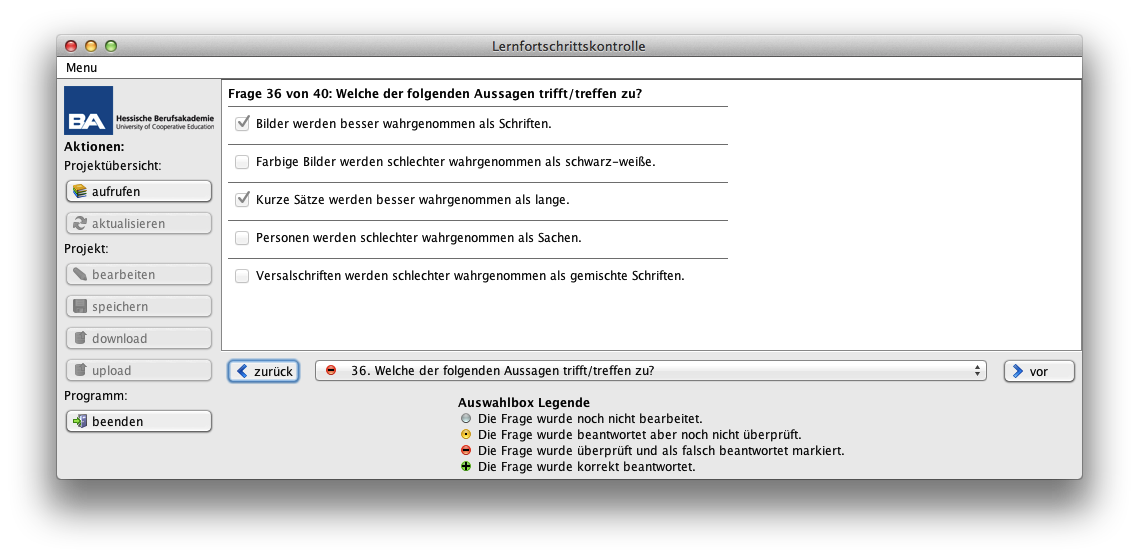 Lernfortschrittskontrolle
Menu
BA Hessische Berufsakademie
University of Cooperative Education
Aktionen:
Projektübersicht:
aufrufen
aktualisieren
Projekt:
bearbeiten
speichern
download
upload
Programm:
beenden
Frage 36 von 40: Welche der folgenden Aussagen trifft/treffen zu?
Bilder werden besser wahrgenommen als Schriften.
Farbige Bilder werden schlechter wahrgenommen als schwarz-weiße.
Kurze Sätze werden besser wahrgenommen als lange.
Personen werden schlechter wahrgenommen als Sachen.
Versalschriften werden schlechter wahrgenommen als gemischte Schriften.
zurück
36. Welche der folgenden Aussagen trifft/treffen zu?
vor
Auswahlbox Legende
Die Frage wurde noch nicht bearbeitet.
Die Frage wurde beantwortet aber noch nicht überprüft.
Die Frage wurde überprüft und als falsch beantwortet markiert.
Die Frage wurde korrekt beantwortet.